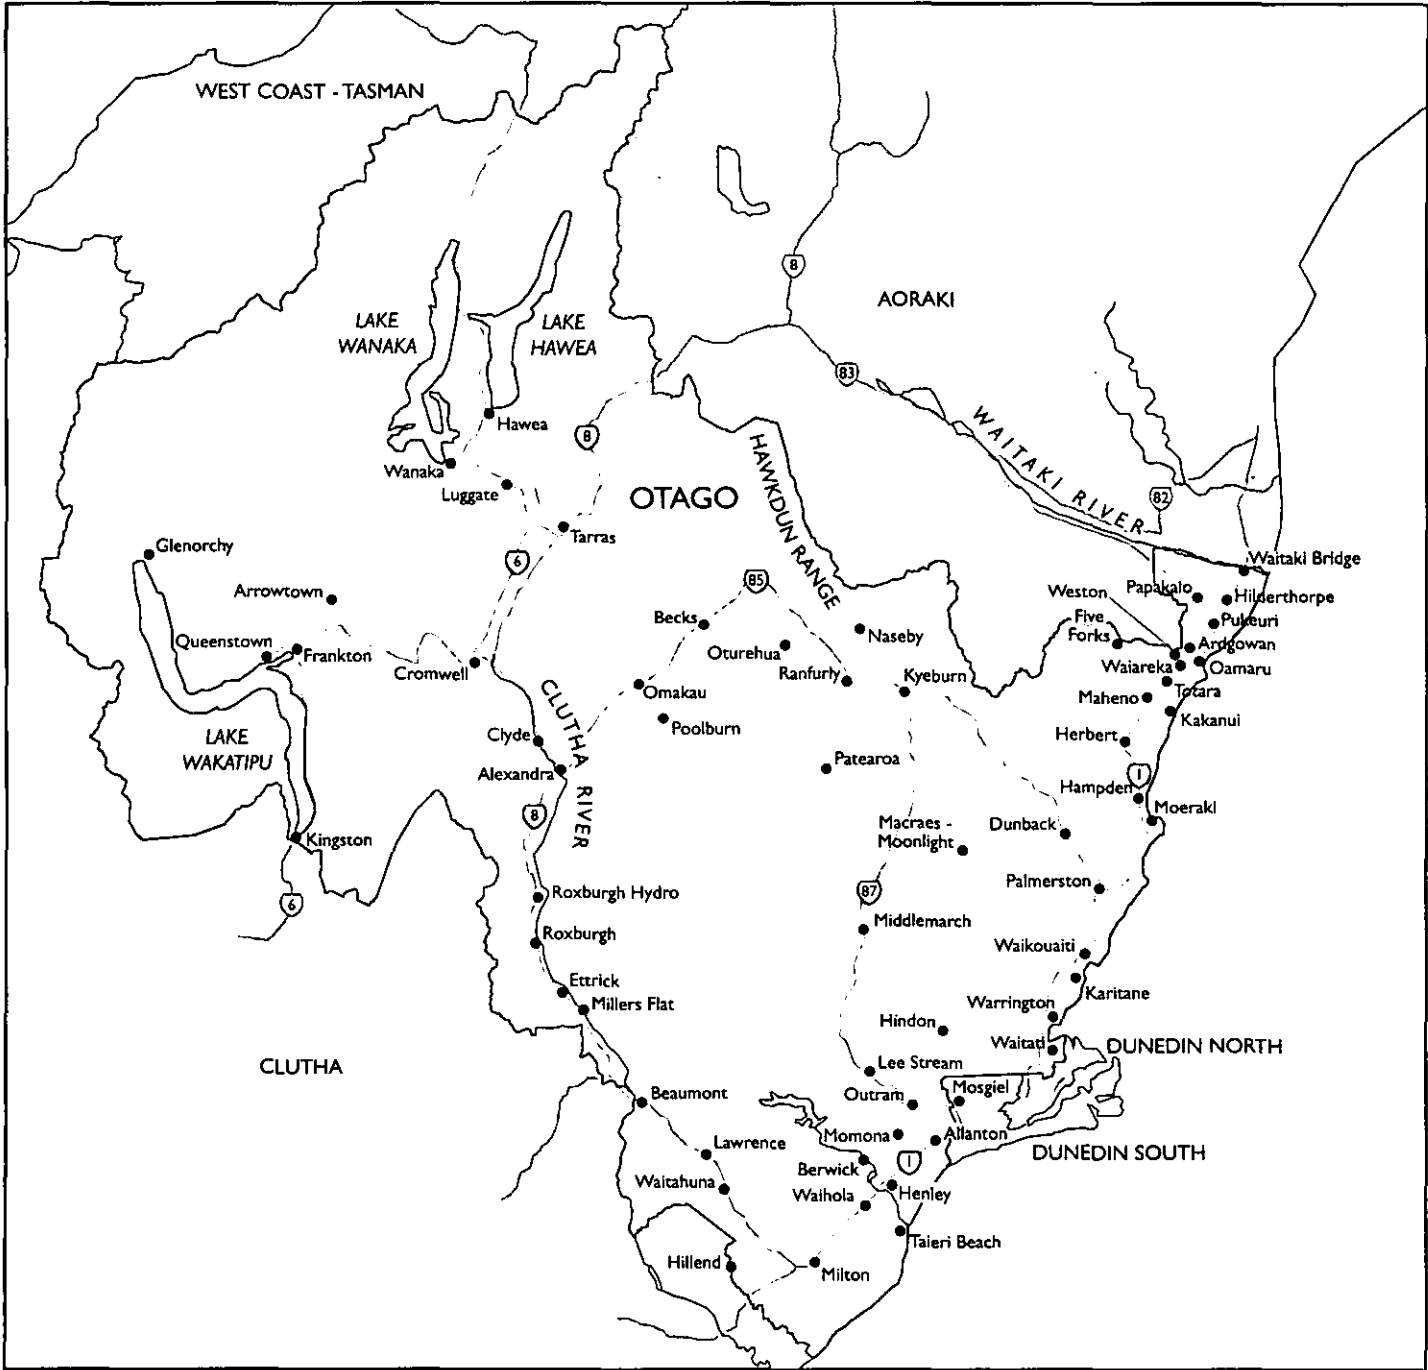 WEST COAST - TASMAN
8
AORAKI
LAKE
WANAKA
LAKE
HAWEA
83
WAITAKI RIVER
Hawea
8
HAWKDUN RANGE
Wanaka
Luggate
OTAGO
82
Tarras
Glenorchy
6
Waitaki Bridge
85
Arrowtown
Weston
Papakaio
Hilderthorpe
Becks
Five
Forks
Pukeuri
Naseby
Queenstown
Frankton
Oturehua
Ardgowan
Waiareka
Oamaru
Cromwell
Ranfurly
Kyeburn
Omakau
Maheno
Totara
CLUTHA RIVER
Poolburn
Kakanui
Clyde
Herbert
LAKE
WAKATIPU
Alexandra
Patearoa
1
Hampden
8
Moeraki
Macraes -
Moonlight
Dunback
Kingston
Palmerston
Roxburgh Hydro
87
6
Middlemarch
Roxburgh
Waikouaiti
Ettrick
Karitane
Millers Flat
Warrington
Hindon
Waitati
DUNEDIN NORTH
CLUTHA
Lee Stream
Beaumont
Outram
Mosgiel
Momona
Allanton
Lawrence
1
DUNEDIN SOUTH
Berwick
Waitahuna
Waihola
Henley
Taieri Beach
Hillend
Milton